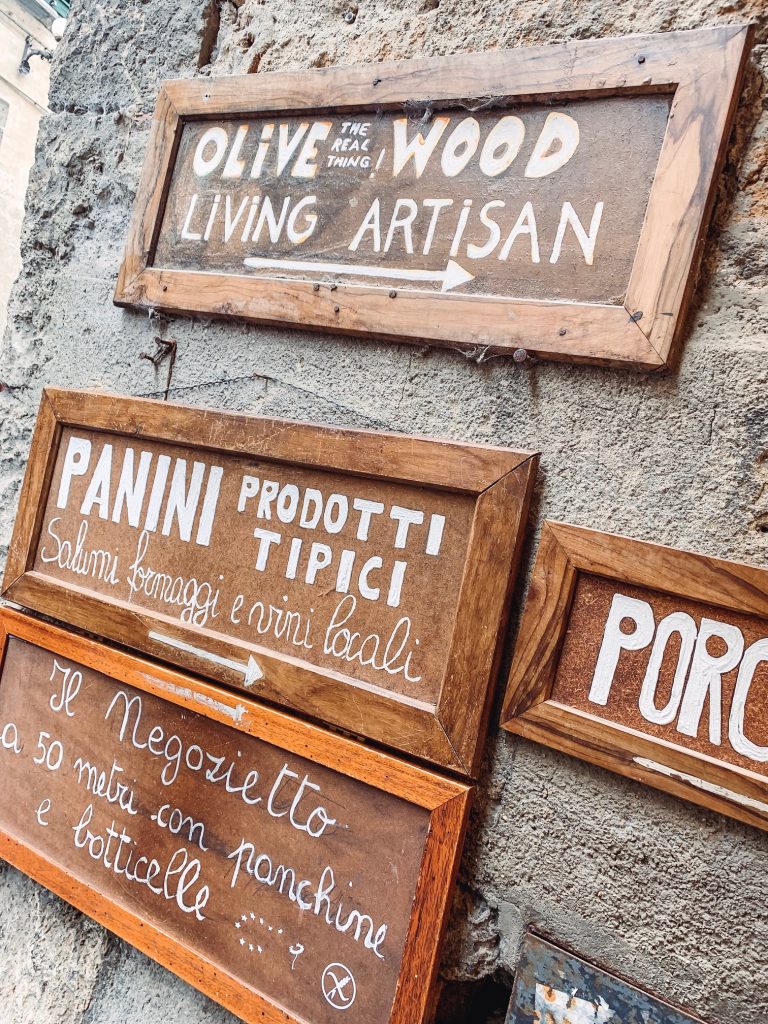 OLIVE THE REAL THING! WOOD
LIVING ARTISAN
PANINI PRODOTTI TIPICI
Salumi formaggi e vini locali
Il Negozietto
a 50 metri con panchine
e botticelle
PORC